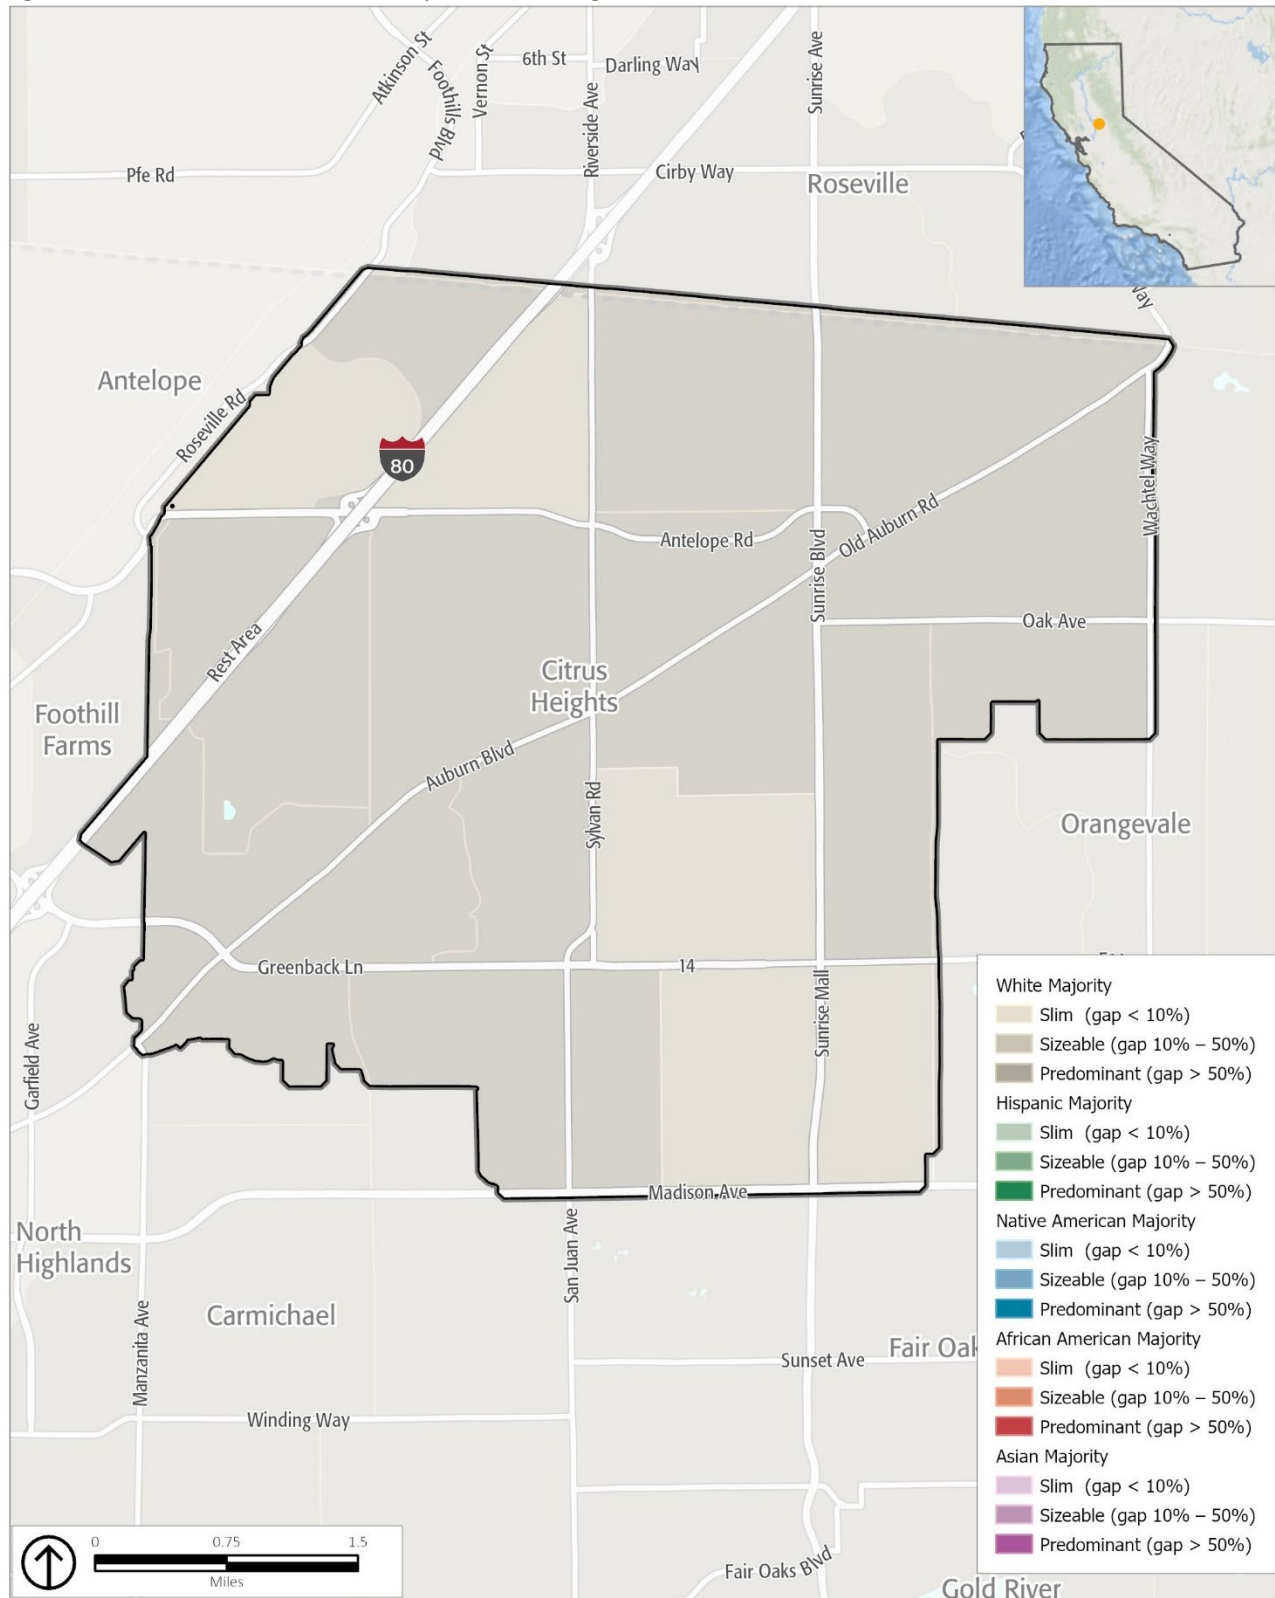 Atkinson St
Foothills Blvd
Vernon St
6th St
Darling Way
Riverside Ave
Sunrise Ave
Pfe Rd
Cirby Way
Roseville
Way
Antelope
Roseville Rd
80
Wachtel Way
Antelope Rd
Old Auburn Rd
Sunrise Blvd
Oak Ave
Rest Area
Citrus
Heights
Foothill
Farms
Auburn Blvd
Sylvan Rd
Orangevale
Greenback Ln
14
Sunrise Mall
Garfield Ave
Madison Ave
North
Highlands
San Juan Ave
Manzanita Ave
Carmichael
Sunset Ave
Fair Oak
Winding Way
Fair Oaks Blvd
Gold River
White Majority
Slim (gap < 10%)
Sizeable (gap 10% – 50%)
Predominant (gap > 50%)
Hispanic Majority
Slim (gap < 10%)
Sizeable (gap 10% – 50%)
Predominant (gap > 50%)
Native American Majority
Slim (gap < 10%)
Sizeable (gap 10% – 50%)
Predominant (gap > 50%)
African American Majority
Slim (gap < 10%)
Sizeable (gap 10% – 50%)
Predominant (gap > 50%)
Asian Majority
Slim (gap < 10%)
Sizeable (gap 10% – 50%)
Predominant (gap > 50%)
0 0.75 1.5
Miles